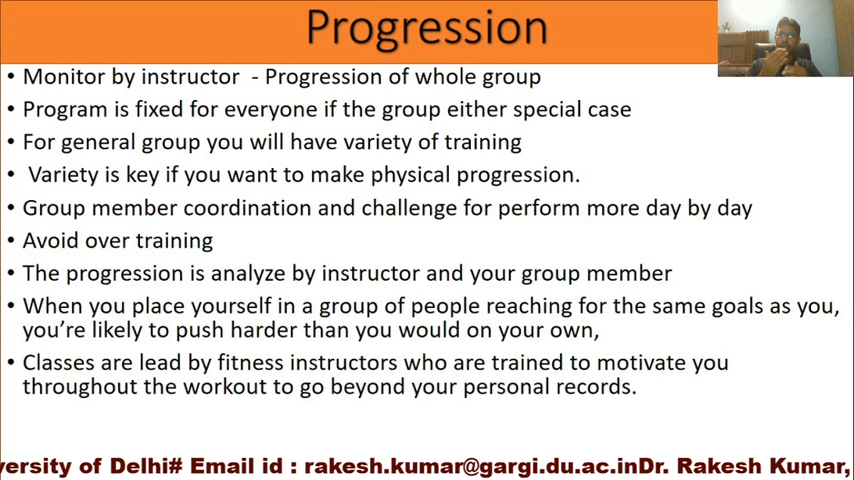 Progression
• Monitor by instructor - Progression of whole group
• Program is fixed for everyone if the group either special case
• For general group you will have variety of training
• Variety is key if you want to make physical progression.
• Group member coordination and challenge for perform more day by day
• Avoid over training
• The progression is analyze by instructor and your group member
• When you place yourself in a group of people reaching for the same goals as you,
you’re likely to push harder than you would on your own,
• Classes are lead by fitness instructors who are trained to motivate you
throughout the workout to go beyond your personal records.
versity of Delhi# Email id : rakesh.kumar@gargi.du.ac.inDr. Rakesh Kumar,